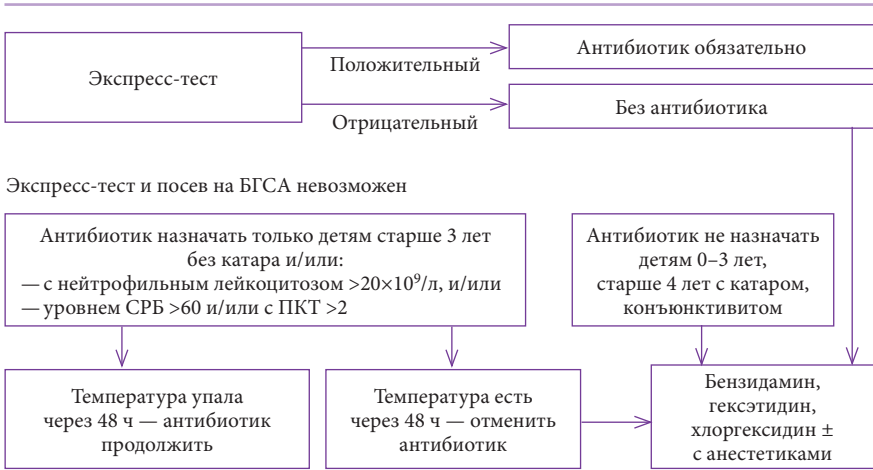 Экспресс-тест
Положительный
Антибиотик обязательно
Отрицательный
Без антибиотика
Экспресс-тест и посев на БГСА невозможен
Антибиотик назначать только детям старше 3 лет
без катара и/или:
— с нейтрофильным лейкоцитозом >20×10⁹/л, и/или
— уровнем СРБ >60 и/или с ПКТ >2
Антибиотик не назначать
детям 0–3 лет,
старше 4 лет с катаром,
конъюнктивитом
Температура упала
через 48 ч — антибиотик
продолжить
Температура есть
через 48 ч — отменить
антибиотик
Бензидамин,
гексэтидин,
хлоргексидин ±
с анестетиками